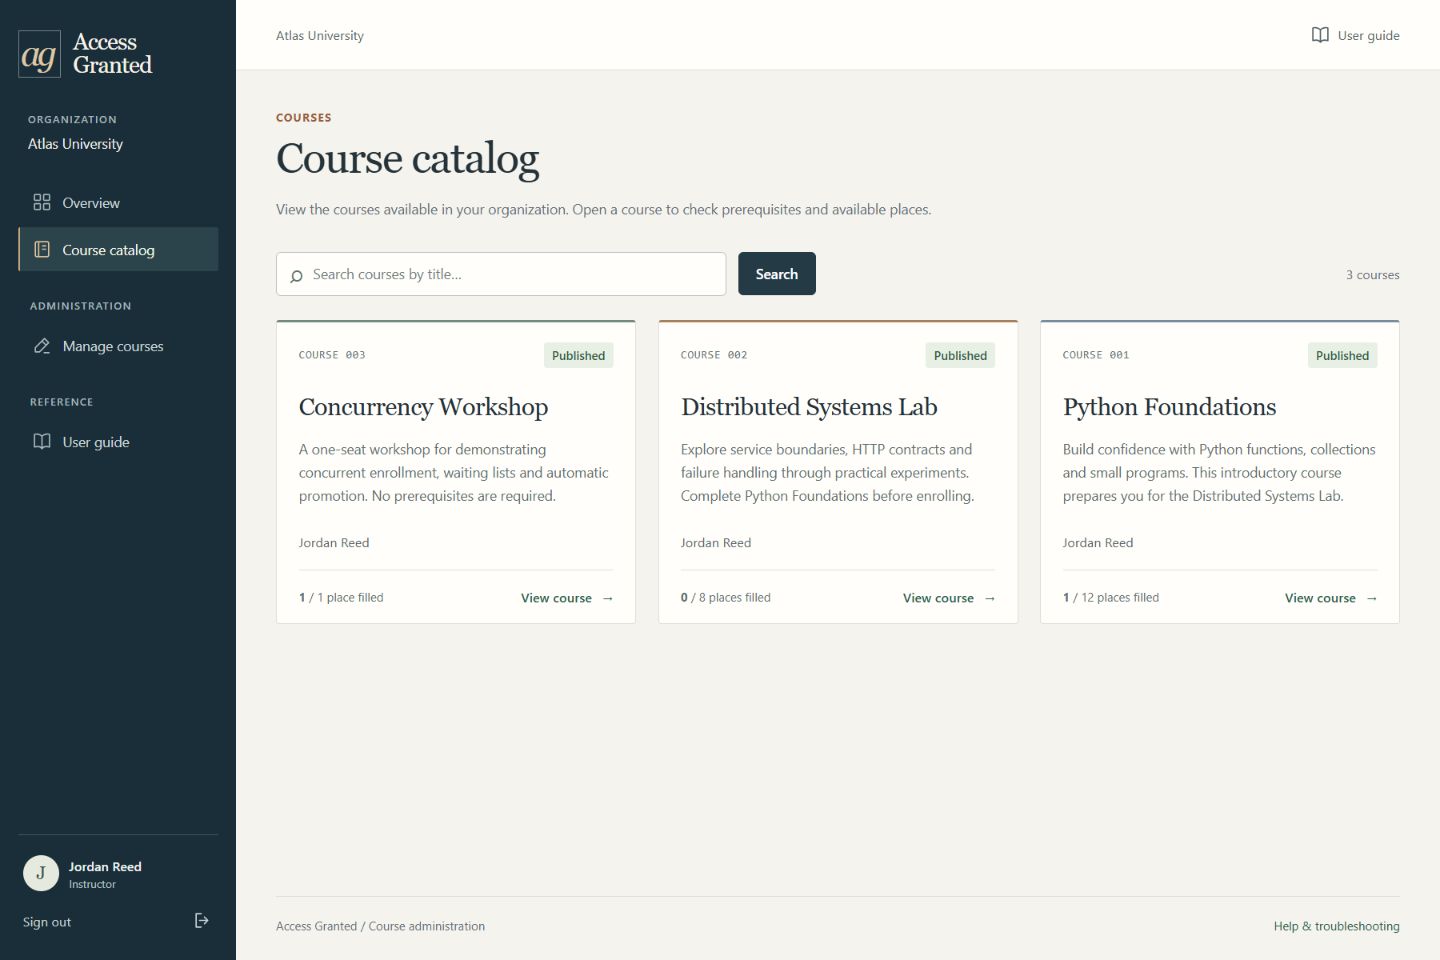 ag
Access
Granted
ORGANIZATION
Atlas University
Overview
Course catalog
ADMINISTRATION
Manage courses
REFERENCE
User guide
Jordan Reed
J
Instructor
Sign out
Atlas University
User guide
COURSES
Course catalog
View the courses available in your organization. Open a course to check prerequisites and available places.
Search courses by title...
Search
3 courses
COURSE 003
Published
Concurrency Workshop
A one-seat workshop for demonstrating
concurrent enrollment, waiting lists and automatic
promotion. No prerequisites are required.
Jordan Reed
1 / 1 place filled
View course →
COURSE 002
Published
Distributed Systems Lab
Explore service boundaries, HTTP contracts and
failure handling through practical experiments.
Complete Python Foundations before enrolling.
Jordan Reed
0 / 8 places filled
View course →
COURSE 001
Published
Python Foundations
Build confidence with Python functions, collections
and small programs. This introductory course
prepares you for the Distributed Systems Lab.
Jordan Reed
1 / 12 places filled
View course →
Access Granted / Course administration
Help & troubleshooting